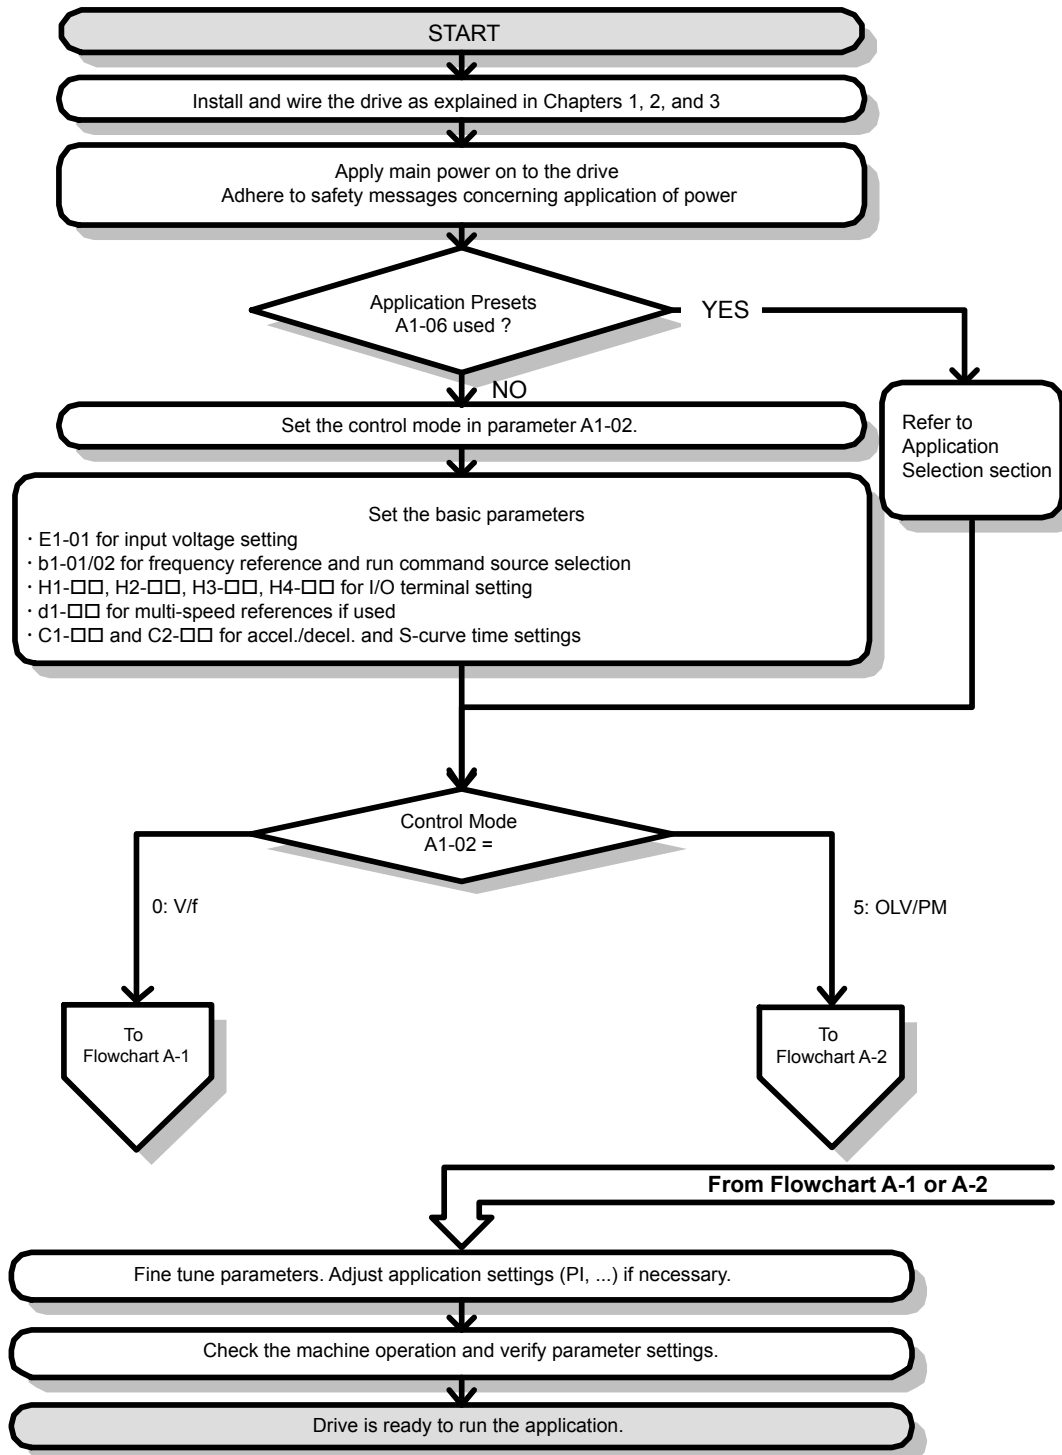 START
Install and wire the drive as explained in Chapters 1, 2, and 3
Apply main power on to the drive
Adhere to safety messages concerning application of power
Application Presets
A1-06 used ?
YES
NO
Set the control mode in parameter A1-02.
Refer to
Application
Selection section
Set the basic parameters
· E1-01 for input voltage setting
· b1-01/02 for frequency reference and run command source selection
· H1-□□, H2-□□, H3-□□, H4-□□ for I/O terminal setting
· d1-□□ for multi-speed references if used
· C1-□□ and C2-□□ for accel./decel. and S-curve time settings
Control Mode
A1-02 =
0: V/f
5: OLV/PM
To
Flowchart A-1
To
Flowchart A-2
From Flowchart A-1 or A-2
Fine tune parameters. Adjust application settings (PI, ...) if necessary.
Check the machine operation and verify parameter settings.
Drive is ready to run the application.